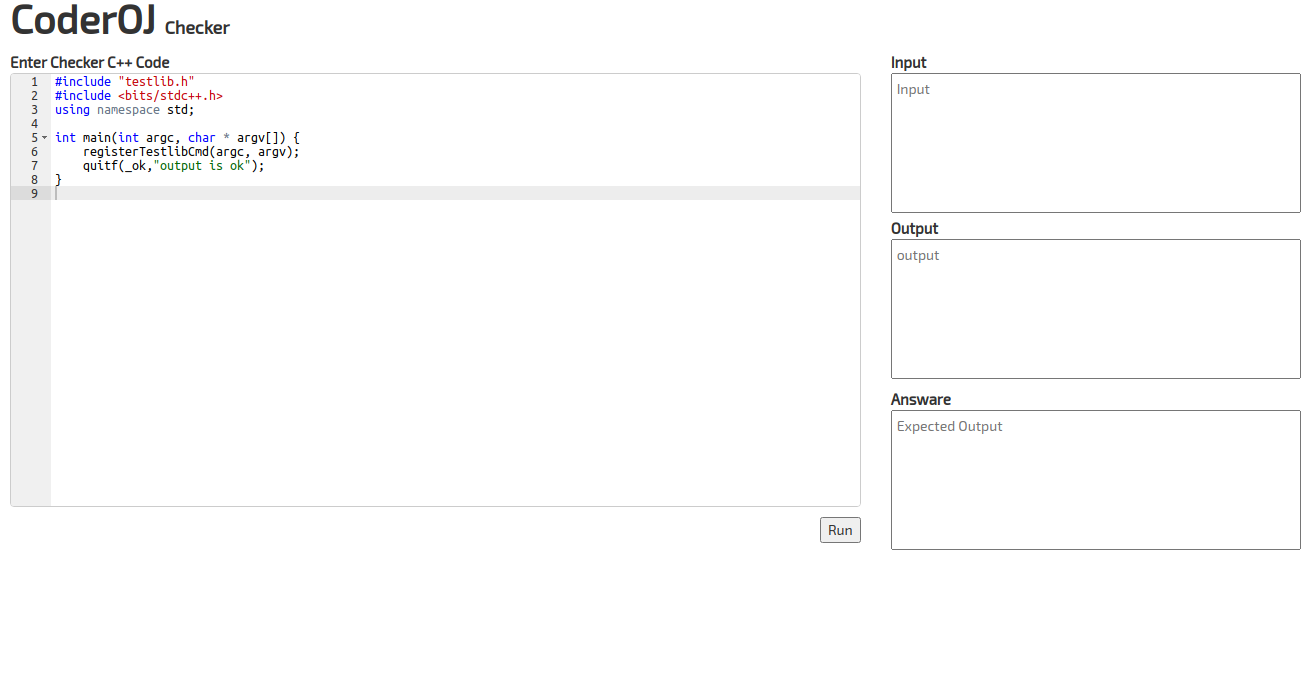 CoderOJ Checker
Enter Checker C++ Code
1 #include "testlib.h"
2 #include <bits/stdc++.h>
3 using namespace std;
4
5 int main(int argc, char * argv[]) {
6     registerTestlibCmd(argc, argv);
7     quitf(_ok,"output is ok");
8 }
9
Run
Input
Input
Output
output
Answare
Expected Output